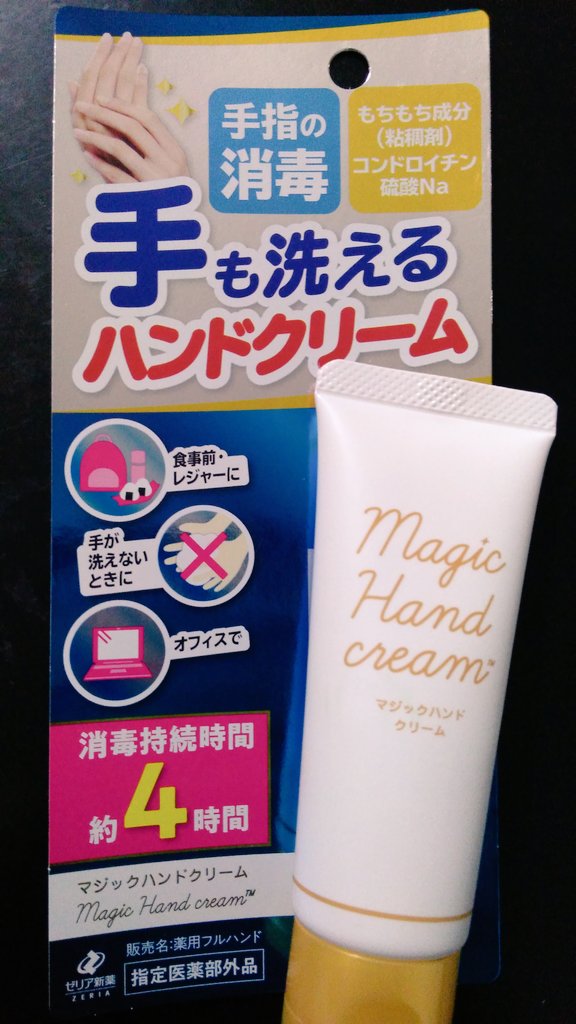 手指の
消毒
もちもち成分
(粘稠剤)
コンドロイチン
硫酸Na
手も洗える
ハンドクリーム
食事前・
レジャーに
手が
洗えない
ときに
オフィスで
消毒持続時間
約4時間
マジックハンドクリーム
Magic Hand cream™
販売名:薬用フルハンド
指定医薬部外品
ゼリア新薬
ZERIA
Magic
Hand
cream™
マジックハンド
クリーム